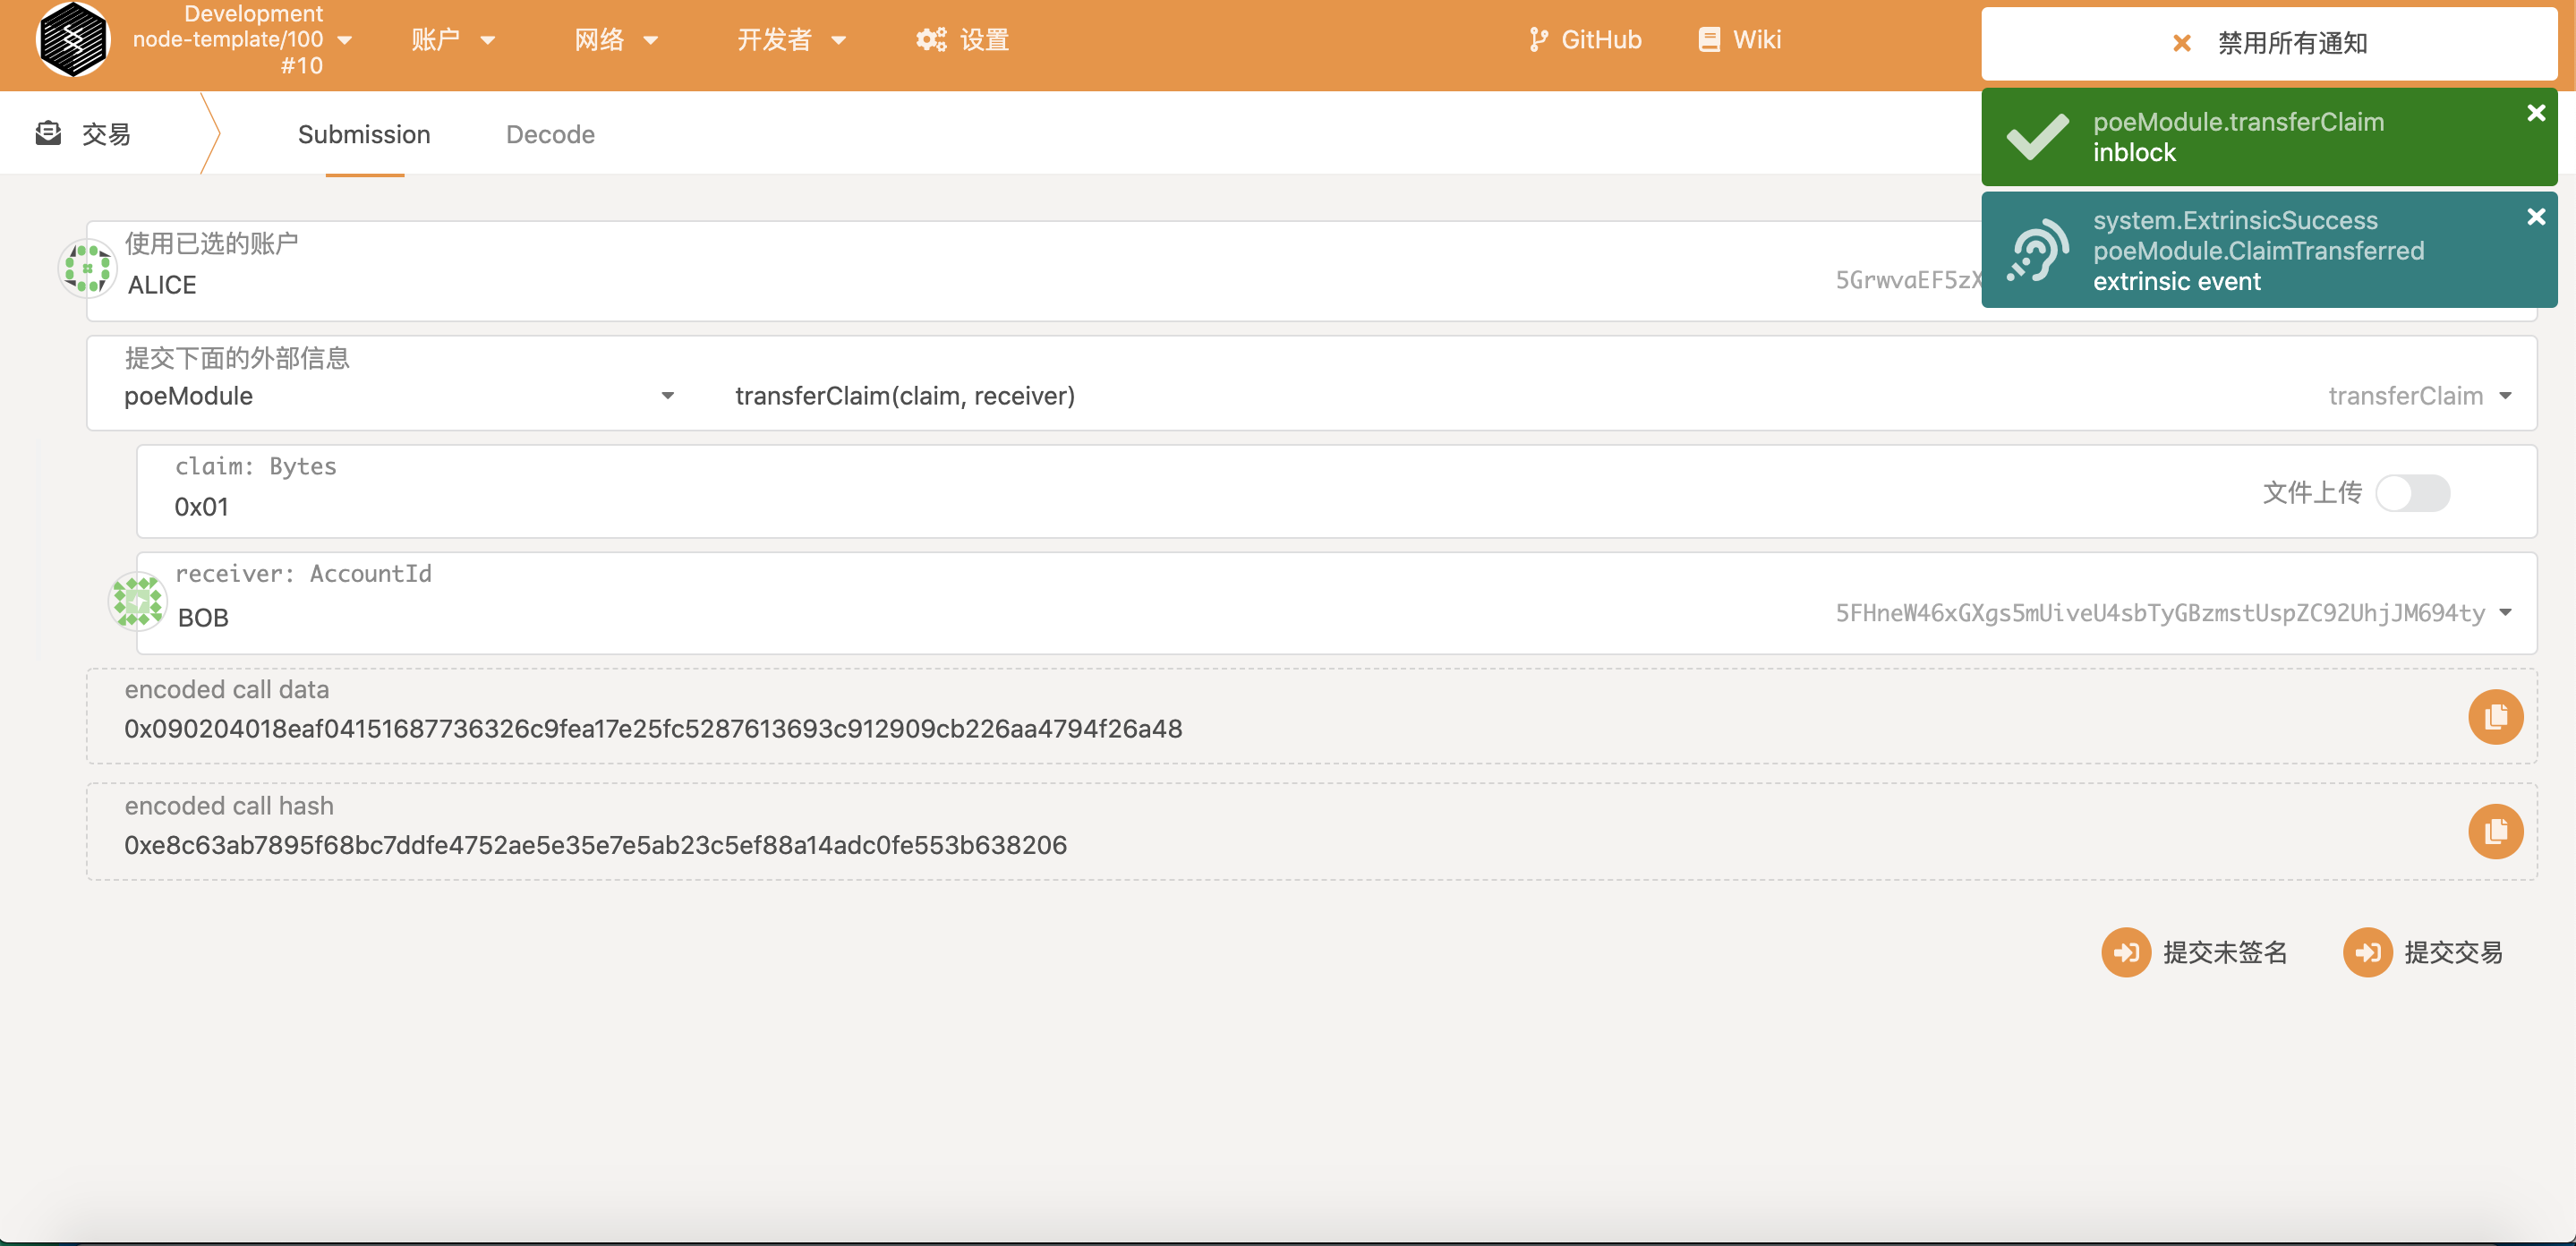 Development
node-template/100
#10
账户
网络
开发者
设置
GitHub
Wiki
禁用所有通知
poeModule.transferClaim
inblock
system.ExtrinsicSuccess
poeModule.ClaimTransferred
extrinsic event
交易
Submission
Decode
使用已选的账户
ALICE
5GrwvaEF5zX
提交下面的外部信息
poeModule
transferClaim(claim, receiver)
transferClaim
claim: Bytes
0x01
文件上传
receiver: AccountId
BOB
5FHneW46xGXgs5mUiveU4sbTyGBzmstUspZC92UhjJM694ty
encoded call data
0x090204018eaf04151687736326c9fea17e25fc5287613693c912909cb226aa4794f26a48
encoded call hash
0xe8c63ab7895f68bc7ddfe4752ae5e35e7e5ab23c5ef88a14adc0fe553b638206
提交未签名
提交交易